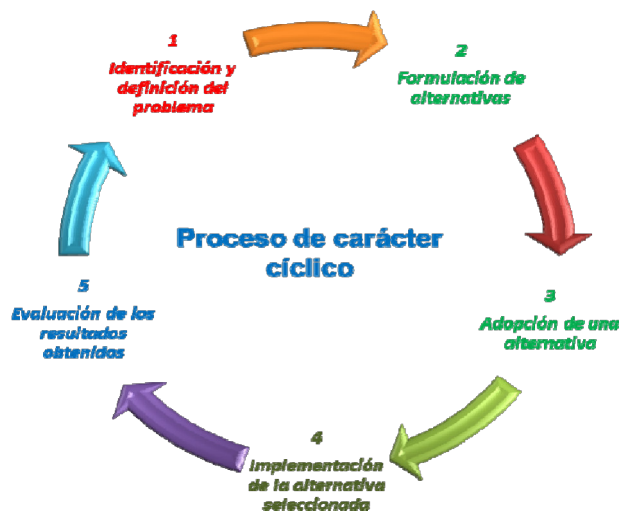 1
Identificación y
definición del
problema
2
Formulación de
alternativas
Proceso de carácter
cíclico
3
Adopción de una
alternativa
4
Implementación
de la alternativa
seleccionada
5
Evaluación de los
resultados
obtenidos